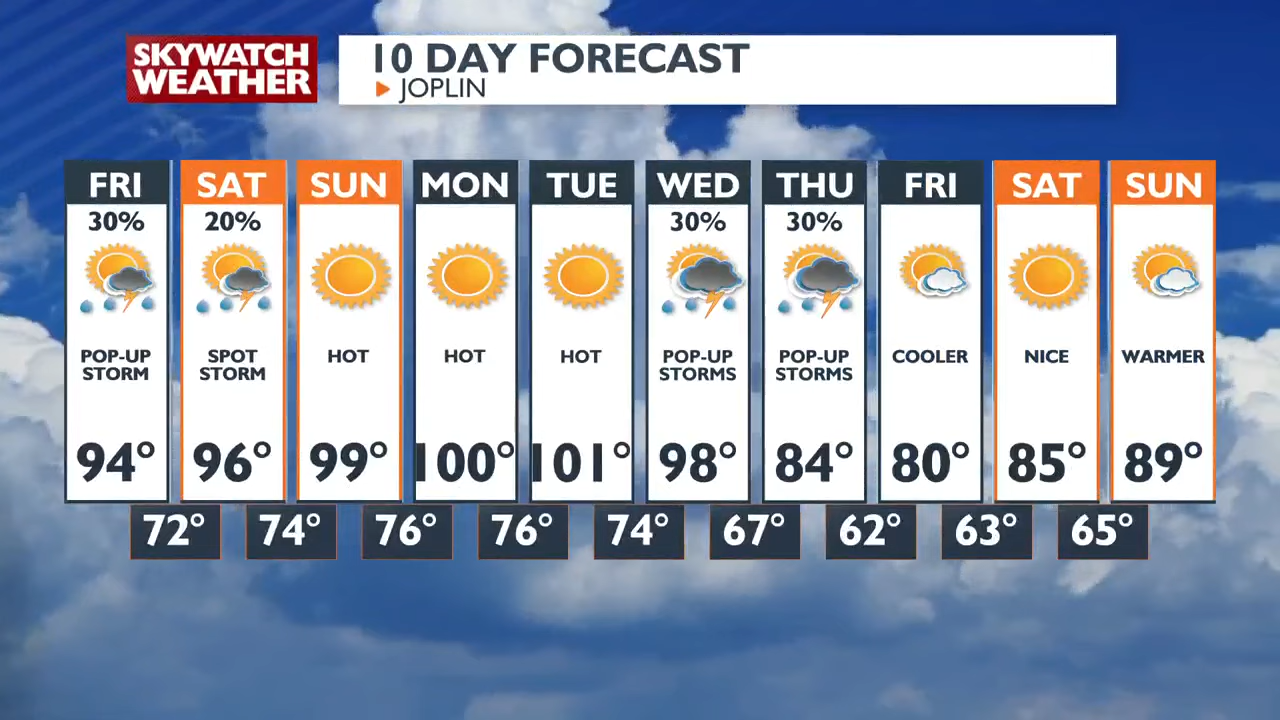 SKYWATCH
WEATHER
10 DAY FORECAST
JOPLIN
FRI SAT SUN MON TUE WED THU FRI SAT SUN
30% 20% 30% 30%
POP-UP SPOT HOT HOT HOT POP-UP POP-UP COOLER NICE WARMER
STORM STORM STORMS STORMS
94° 96° 99° 100° 101° 98° 84° 80° 85° 89°
72° 74° 76° 76° 74° 67° 62° 63° 65°